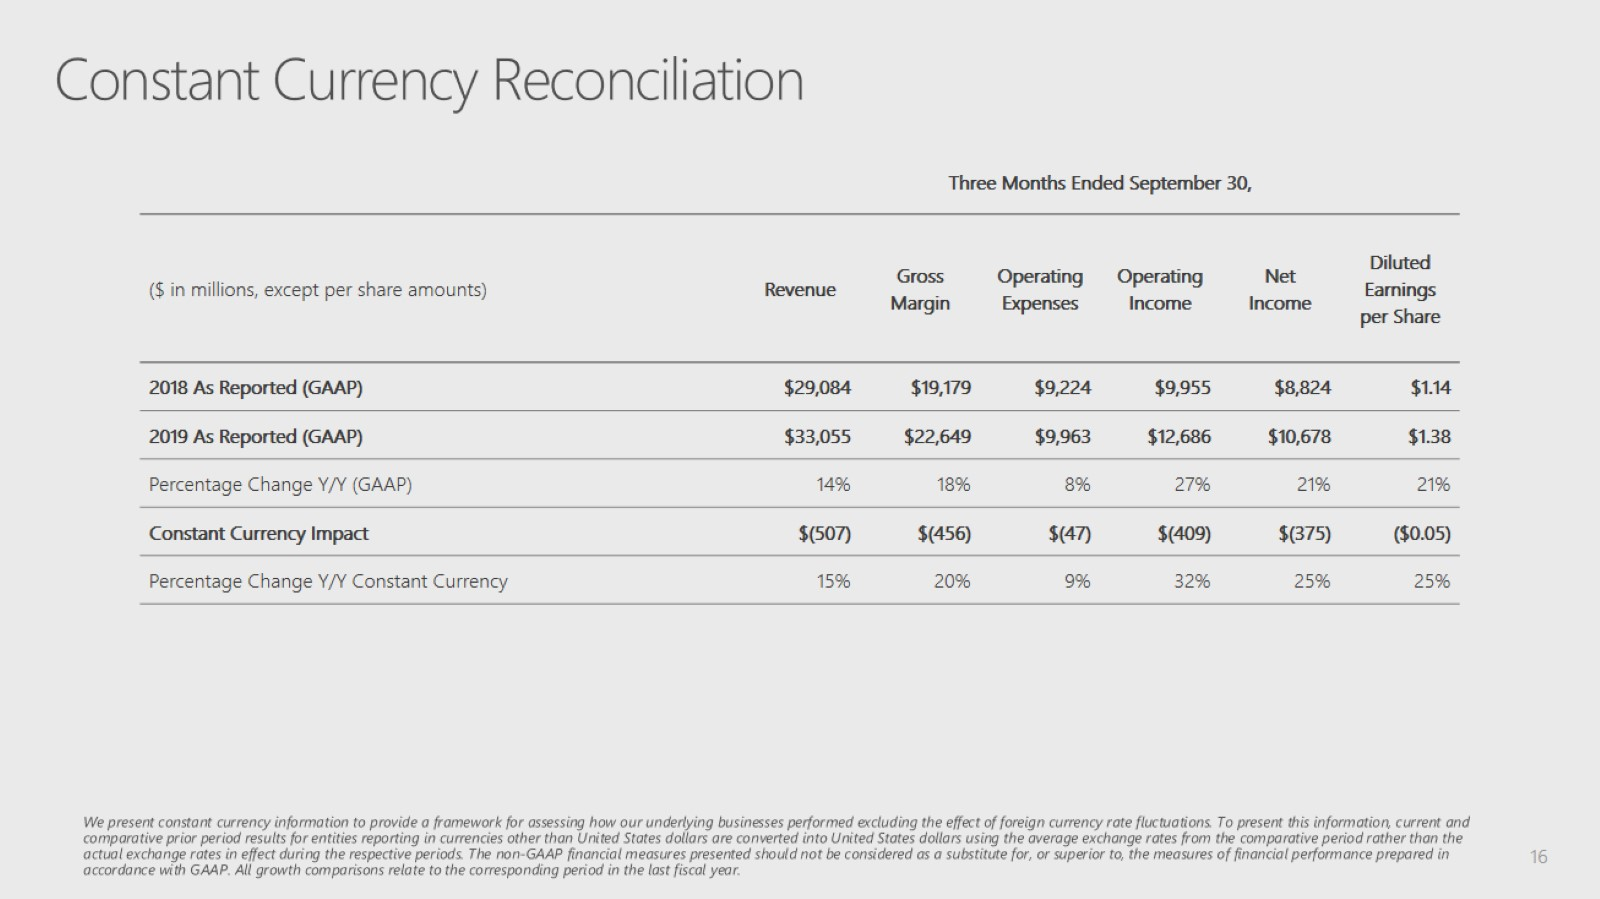 Constant Currency Reconciliation
Three Months Ended September 30,
($ in millions, except per share amounts) Revenue Gross Margin Operating Expenses Operating Income Net Income Diluted Earnings per Share
2018 As Reported (GAAP) $29,084 $19,179 $9,224 $9,955 $8,824 $1.14
2019 As Reported (GAAP) $33,055 $22,649 $9,963 $12,686 $10,678 $1.38
Percentage Change Y/Y (GAAP) 14% 18% 8% 27% 21% 21%
Constant Currency Impact $(507) $(456) $(47) $(409) $(375) ($0.05)
Percentage Change Y/Y Constant Currency 15% 20% 9% 32% 25% 25%
We present constant currency information to provide a framework for assessing how our underlying businesses performed excluding the effect of foreign currency rate fluctuations. To present this information, current and
comparative prior period results for entities reporting in currencies other than United States dollars are converted into United States dollars using the average exchange rates from the comparative period rather than the
actual exchange rates in effect during the respective periods. The non-GAAP financial measures presented should not be considered as a substitute for, or superior to, the measures of financial performance prepared in
accordance with GAAP. All growth comparisons relate to the corresponding period in the last fiscal year.
16